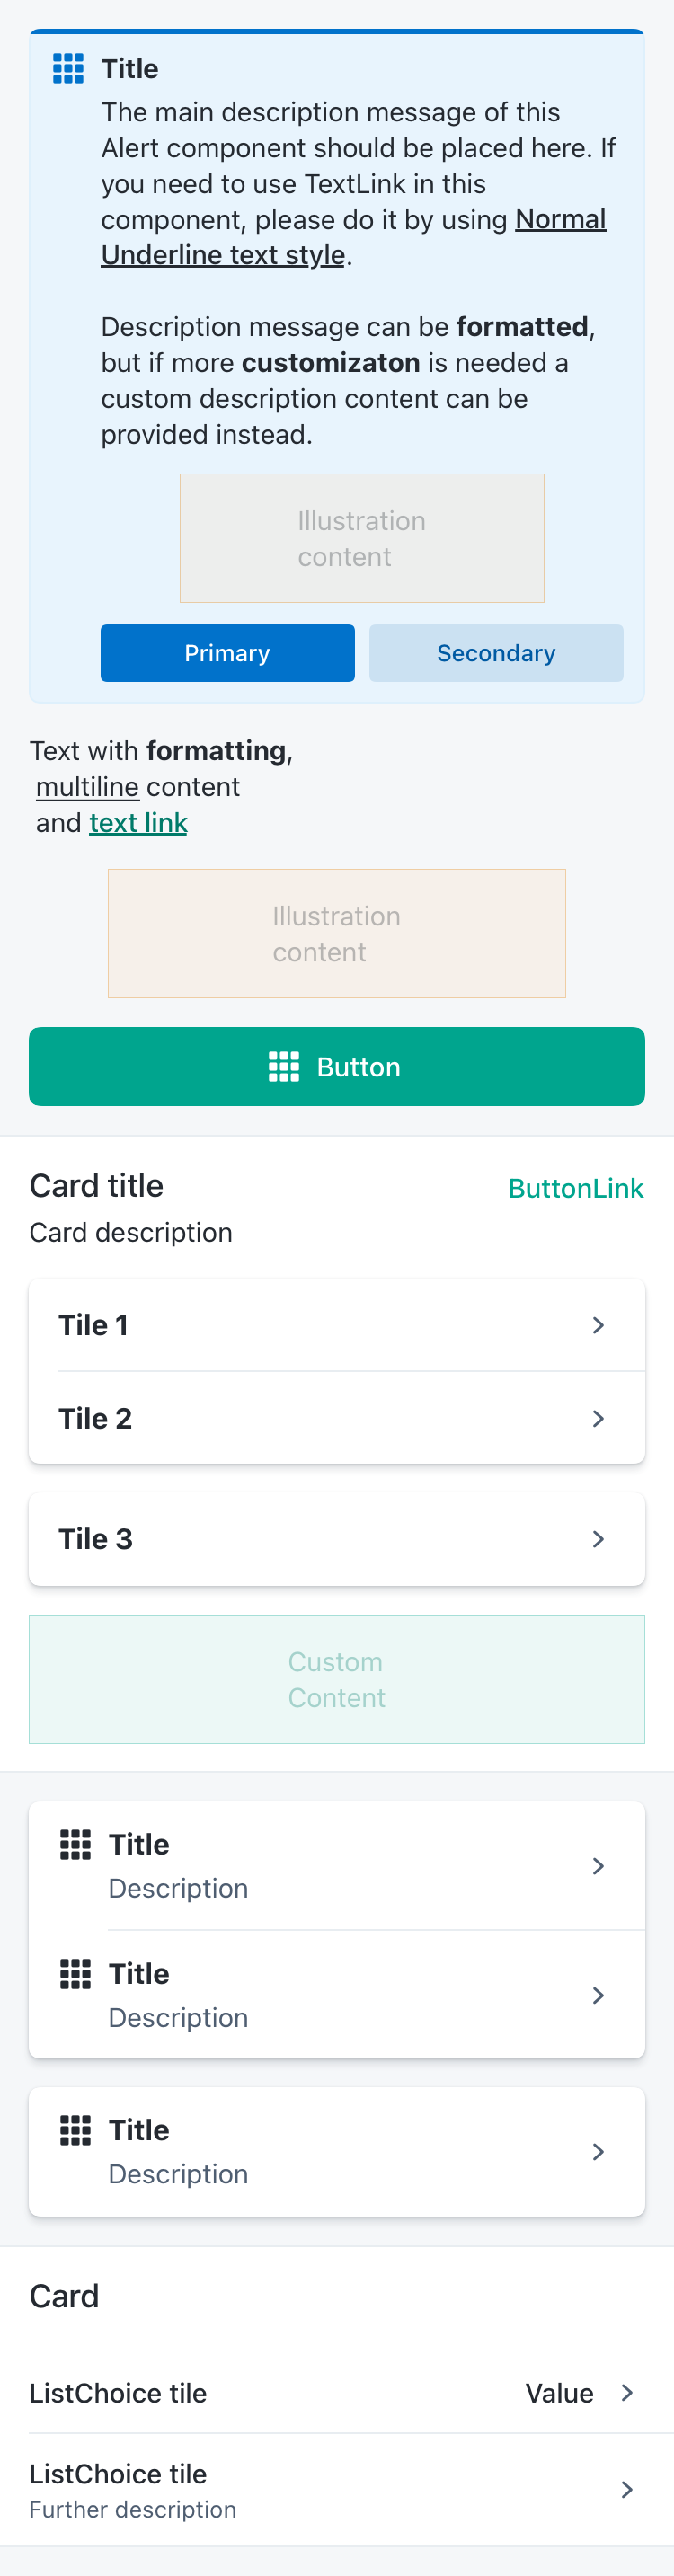 Title
The main description message of this
Alert component should be placed here. If
you need to use TextLink in this
component, please do it by using Normal
Underline text style.
Description message can be formatted,
but if more customizaton is needed a
custom description content can be
provided instead.
Illustration
content
Primary Secondary
Text with formatting,
multiline content
and text link
Illustration
content
Button
Card title ButtonLink
Card description
Tile 1
Tile 2
Tile 3
Custom
Content
Title
Description
Title
Description
Title
Description
Card
ListChoice tile Value
ListChoice tile
Further description